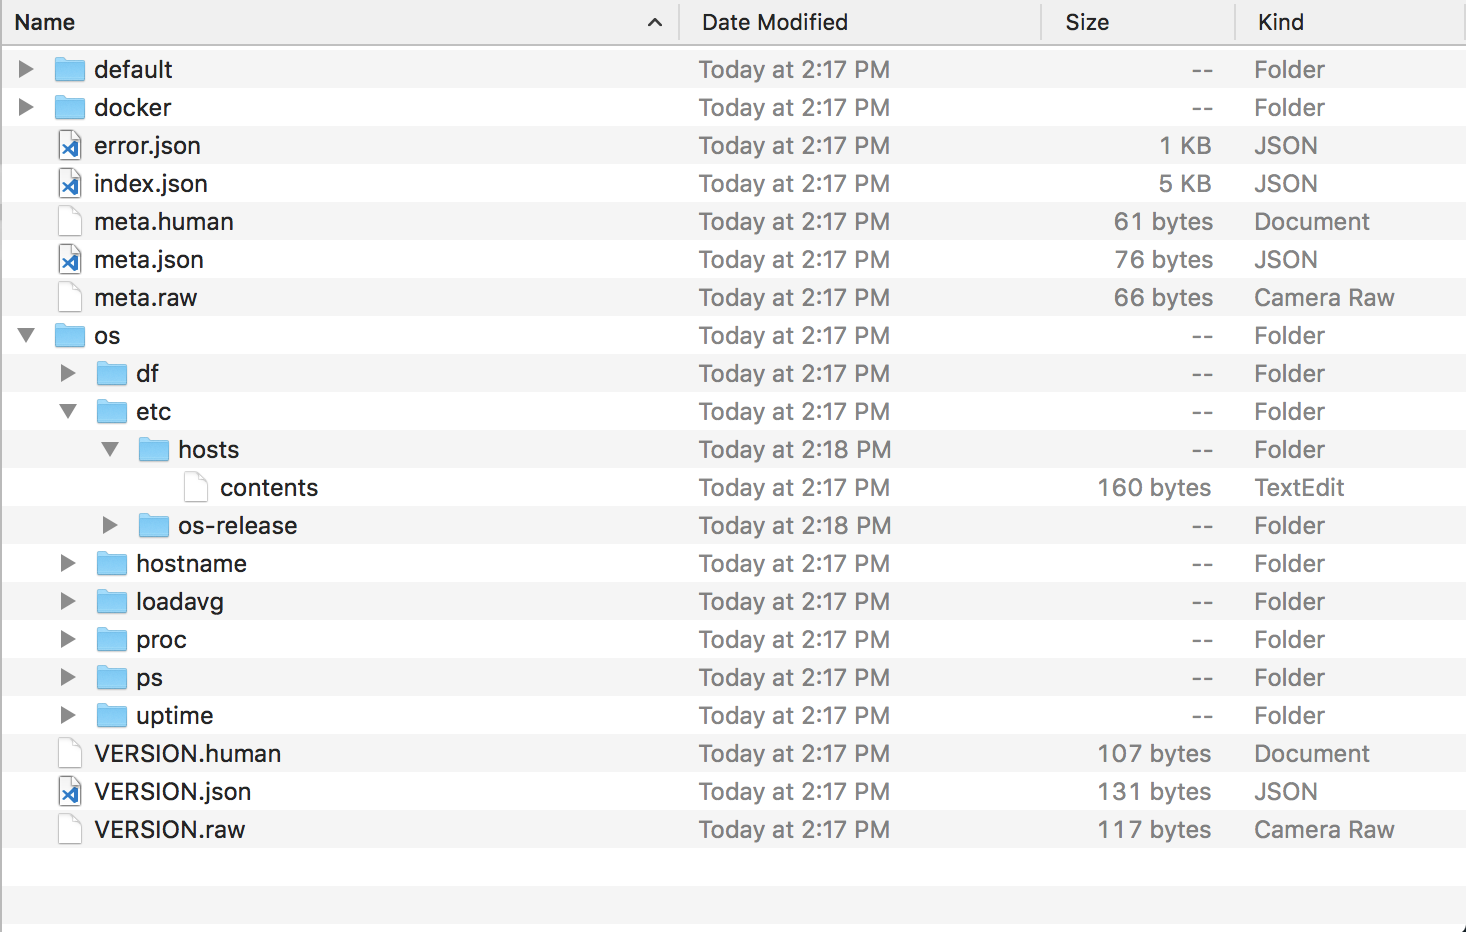 Name Date Modified Size Kind
default Today at 2:17 PM -- Folder
docker Today at 2:17 PM -- Folder
error.json Today at 2:17 PM 1 KB JSON
index.json Today at 2:17 PM 5 KB JSON
meta.human Today at 2:17 PM 61 bytes Document
meta.json Today at 2:17 PM 76 bytes JSON
meta.raw Today at 2:17 PM 66 bytes Camera Raw
os Today at 2:17 PM -- Folder
df Today at 2:17 PM -- Folder
etc Today at 2:17 PM -- Folder
hosts Today at 2:18 PM -- Folder
contents Today at 2:17 PM 160 bytes TextEdit
os-release Today at 2:18 PM -- Folder
hostname Today at 2:17 PM -- Folder
loadavg Today at 2:17 PM -- Folder
proc Today at 2:17 PM -- Folder
ps Today at 2:17 PM -- Folder
uptime Today at 2:17 PM -- Folder
VERSION.human Today at 2:17 PM 107 bytes Document
VERSION.json Today at 2:17 PM 131 bytes JSON
VERSION.raw Today at 2:17 PM 117 bytes Camera Raw